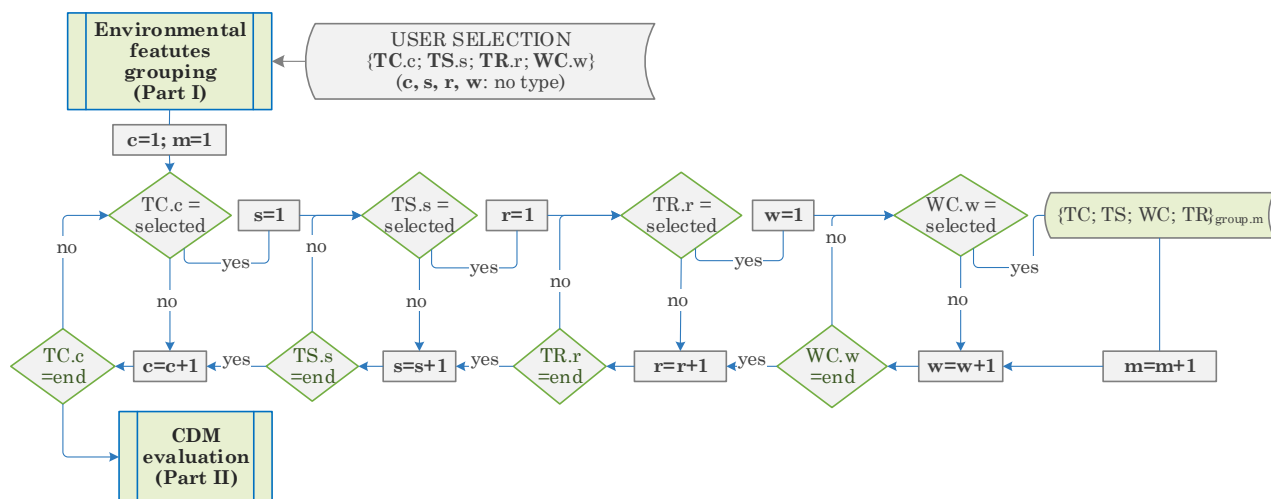 Environmental
featutes
grouping
(Part I)
USER SELECTION
{TC.c; TS.s; TR.r; WC.w}
(c, s, r, w: no type)
c=1; m=1
TC.c =
selected
s=1
TS.s =
selected
r=1
TR.r =
selected
w=1
WC.w =
selected
{TC; TS; WC; TR}group.m
no
yes
no
yes
no
yes
no
yes
no
no
no
no
TC.c
=end
c=c+1
yes
TS.s
=end
s=s+1
yes
TR.r
=end
r=r+1
yes
WC.w
=end
w=w+1
m=m+1
CDM
evaluation
(Part II)